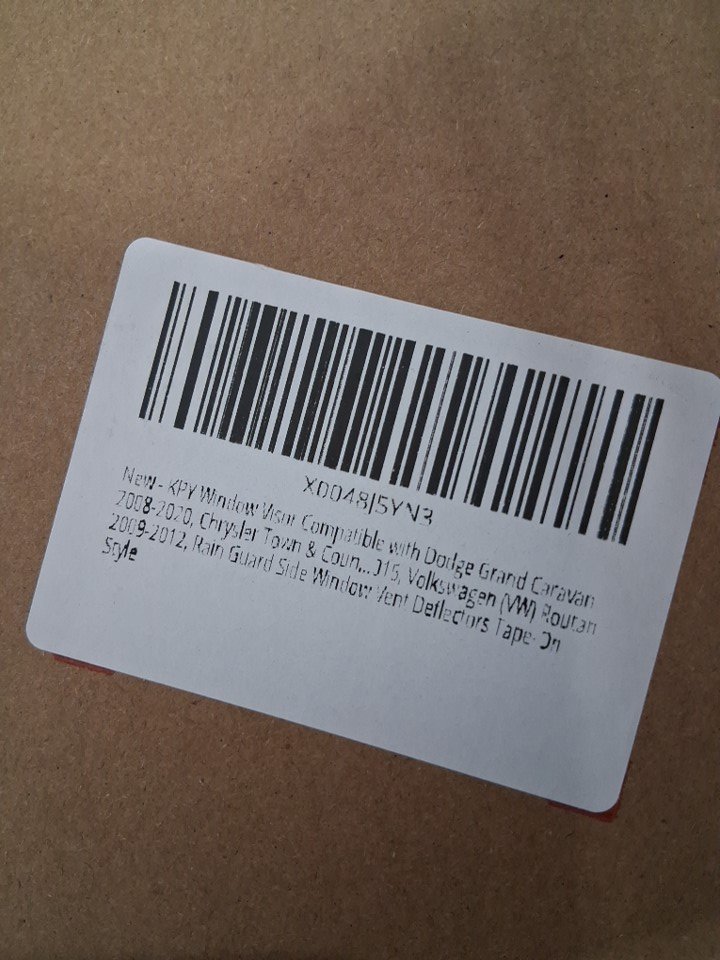 X0048J5YN3
New - KPY Window Visor Compatible with Dodge Grand Caravan
2008-2020, Chrysler Town & Coun...015, Volkswagen (VW) Routan
2009-2012, Rain Guard Side Window Vent Deflectors Tape-On
Style